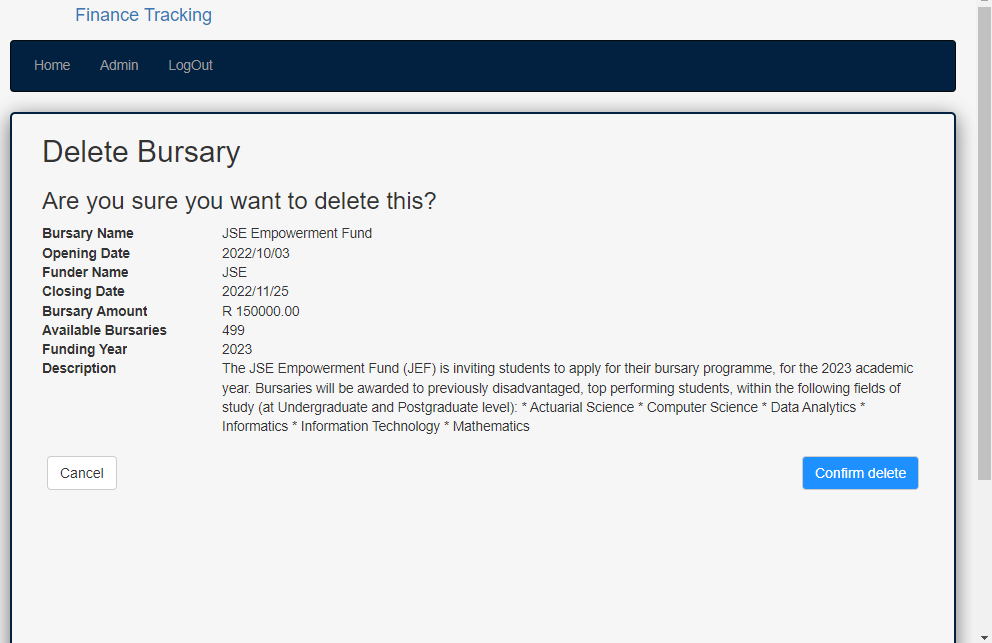 Finance Tracking
Home Admin LogOut
Delete Bursary
Are you sure you want to delete this?
Bursary Name JSE Empowerment Fund
Opening Date 2022/10/03
Funder Name JSE
Closing Date 2022/11/25
Bursary Amount R 150000.00
Available Bursaries 499
Funding Year 2023
Description The JSE Empowerment Fund (JEF) is inviting students to apply for their bursary programme, for the 2023 academic
year. Bursaries will be awarded to previously disadvantaged, top performing students, within the following fields of
study (at Undergraduate and Postgraduate level): * Actuarial Science * Computer Science * Data Analytics *
Informatics * Information Technology * Mathematics
Cancel Confirm delete